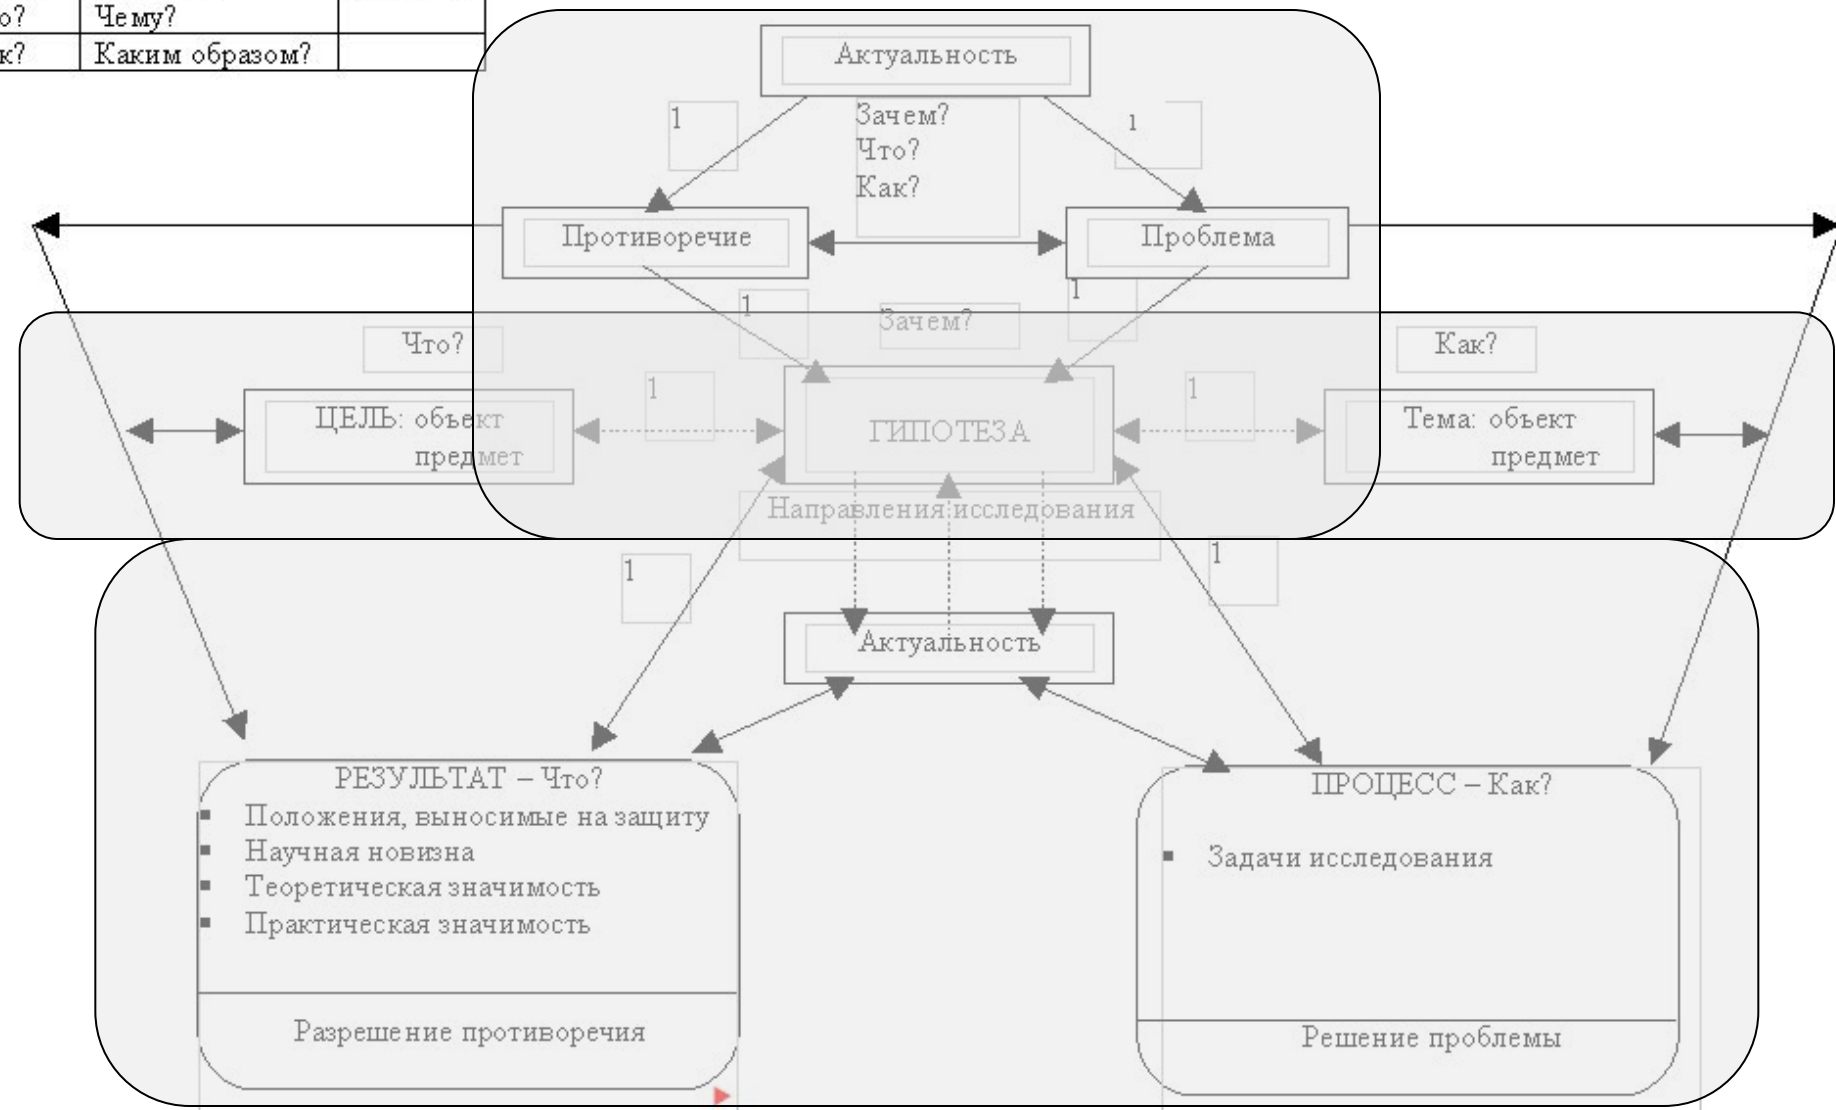 о? Чему?
к? Каким образом?
Актуальность
1
Зачем?
1
Что?
Как?
Противоречие
Проблема
1
1
Зачем?
Что?
Как?
1
1
ЦЕЛЬ: объект
предмет
ГИПОТЕЗА
Тема: объект
предмет
Направления исследования
1
1
Актуальность
РЕЗУЛЬТАТ – Что?
▪ Положения, выносимые на защиту
▪ Научная новизна
▪ Теоретическая значимость
▪ Практическая значимость
Разрешение противоречия
ПРОЦЕСС – Как?
▪ Задачи исследования
Решение проблемы